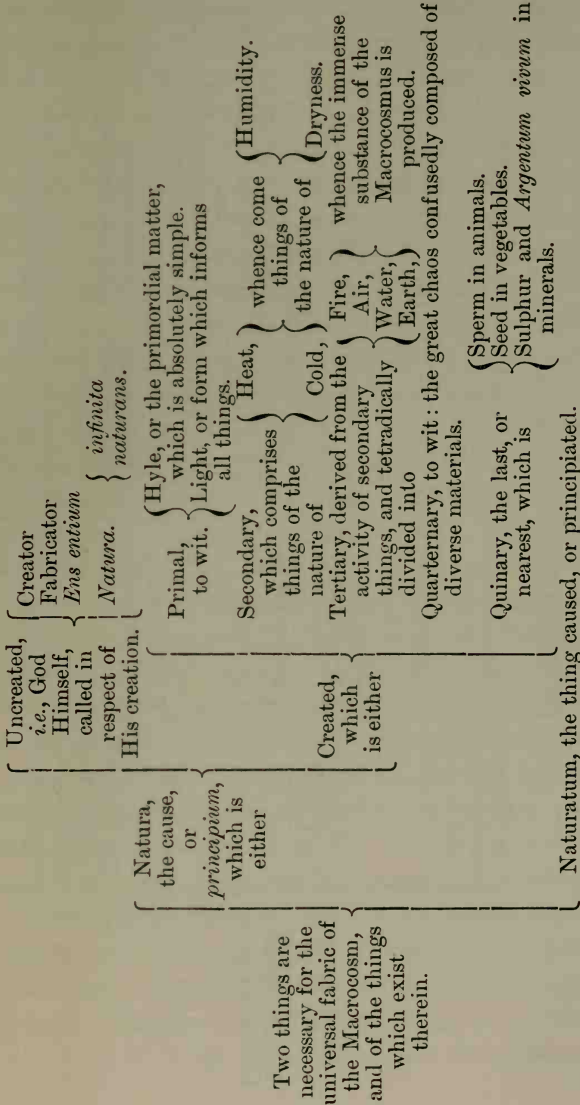 Two things are
necessary for the
universal fabric of
the Macrocosm,
and of the things
which exist
therein.
Natura,
the cause,
or
principium,
which is
either
Uncreated,
i.e., God
Himself,
called in
respect of
His creation.
Creator
Fabricator
Ens entium
Natura.
infinita
naturans.
Created,
which
is either
Primal,
to wit.
Hyle, or the primordial matter,
which is absolutely simple.
Light, or form which informs
all things.
Secondary,
which comprises
things of the
nature of
Heat,
Cold,
whence come
things of
the nature of
Humidity.
Dryness.
Tertiary, derived from the
activity of secondary
things, and tetradically
divided into
Fire,
Air,
Water,
Earth,
whence the immense
substance of the
Macrocosmus is
produced.
Quarternary, to wit : the great chaos confusedly composed of
diverse materials.
Quinary, the last, or
nearest, which is
Sperm in animals.
Seed in vegetables.
Sulphur and Argentum vivum in
minerals.
Naturatum, the thing caused, or principiated.